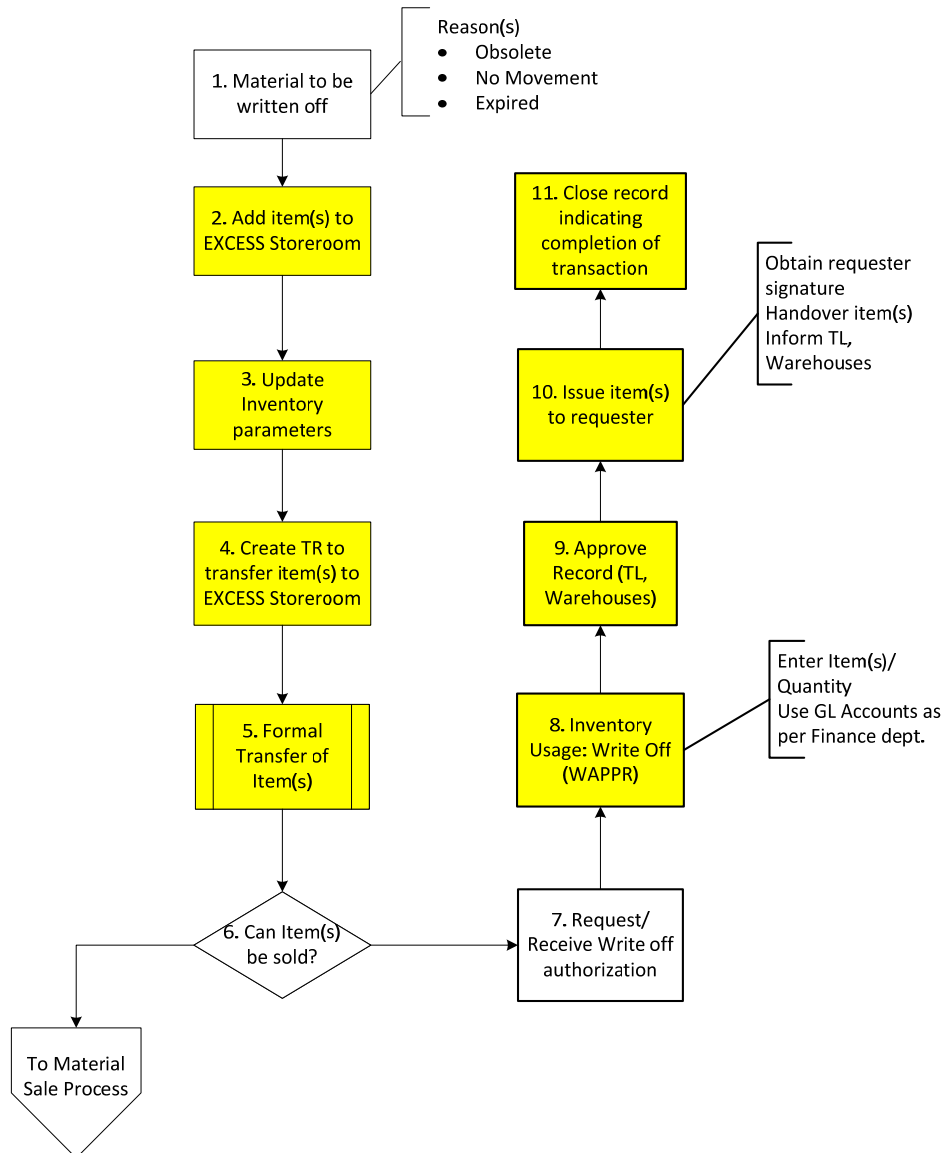 Reason(s)
• Obsolete
• No Movement
• Expired
1. Material to be
written off
2. Add item(s) to
EXCESS Storeroom
3. Update
Inventory
parameters
4. Create TR to
transfer item(s) to
EXCESS Storeroom
5. Formal
Transfer of
Item(s)
6. Can Item(s)
be sold?
To Material
Sale Process
7. Request/
Receive Write off
authorization
8. Inventory
Usage: Write Off
(WAPPR)
Enter Item(s)/
Quantity
Use GL Accounts as
per Finance dept.
9. Approve
Record (TL,
Warehouses)
10. Issue item(s)
to requester
Obtain requester
signature
Handover item(s)
Inform TL,
Warehouses
11. Close record
indicating
completion of
transaction